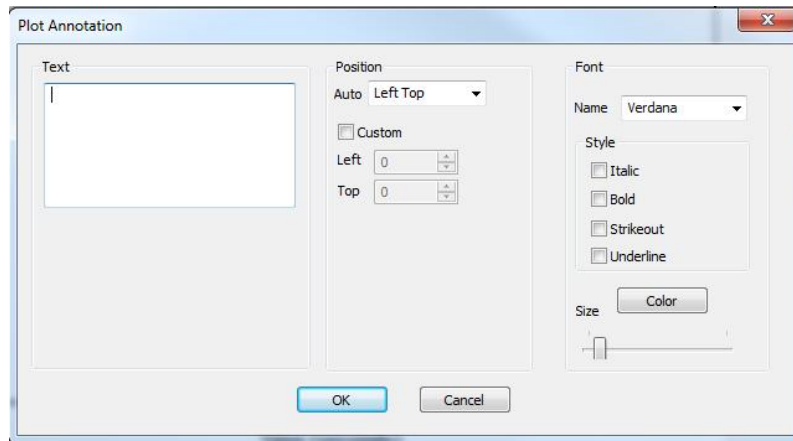 Plot Annotation
Text
Position
Auto Left Top
Custom
Left 0
Top 0
Font
Name Verdana
Style
Italic
Bold
Strikeout
Underline
Size Color
OK Cancel